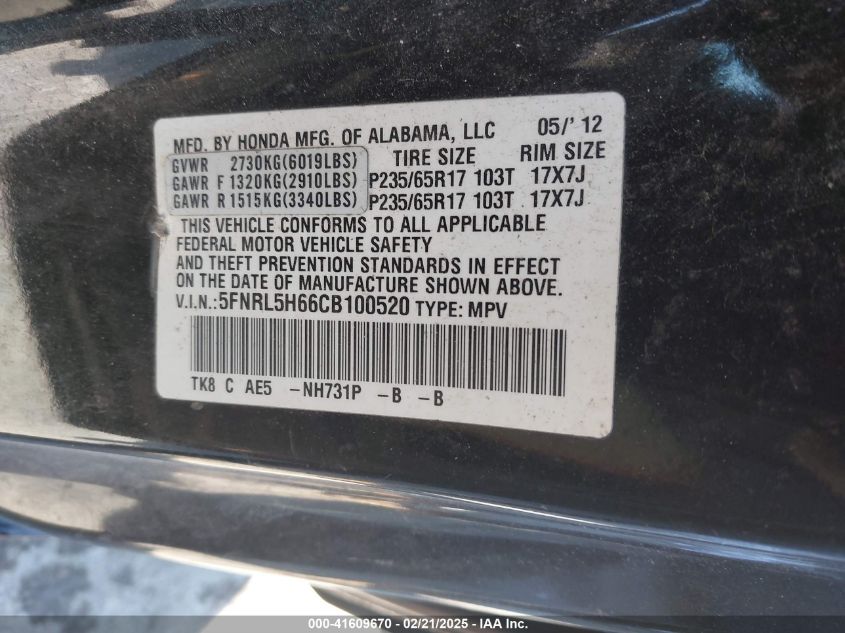 MFD. BY HONDA MFG. OF ALABAMA, LLC 05/' 12
GVWR 2730KG(6019LBS) TIRE SIZE RIM SIZE
GAWR F 1320KG(2910LBS) P235/65R17 103T 17X7J
GAWR R 1515KG(3340LBS) P235/65R17 103T 17X7J
THIS VEHICLE CONFORMS TO ALL APPLICABLE
FEDERAL MOTOR VEHICLE SAFETY
AND THEFT PREVENTION STANDARDS IN EFFECT
ON THE DATE OF MANUFACTURE SHOWN ABOVE.
V.I.N.: 5FNRL5H66CB100520 TYPE: MPV
TK8 C AE5 -NH731P -B -B
000-41609670 - 02/21/2025 - IAA Inc.